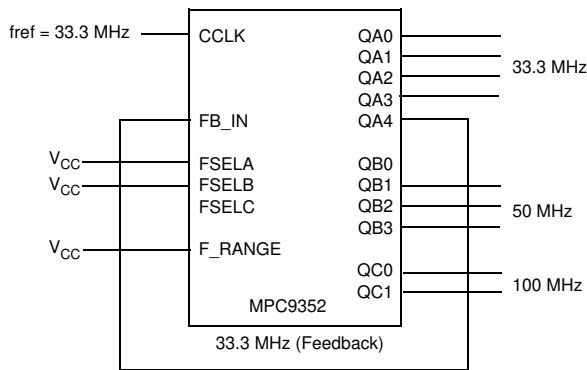 fref = 33.3 MHz
CCLK
QA0
QA1
QA2
QA3
QA4
33.3 MHz
FB_IN
VCC
FSELA
VCC
FSELB
FSELC
QB0
QB1
QB2
QB3
50 MHz
VCC
F_RANGE
QC0
QC1
100 MHz
MPC9352
33.3 MHz (Feedback)